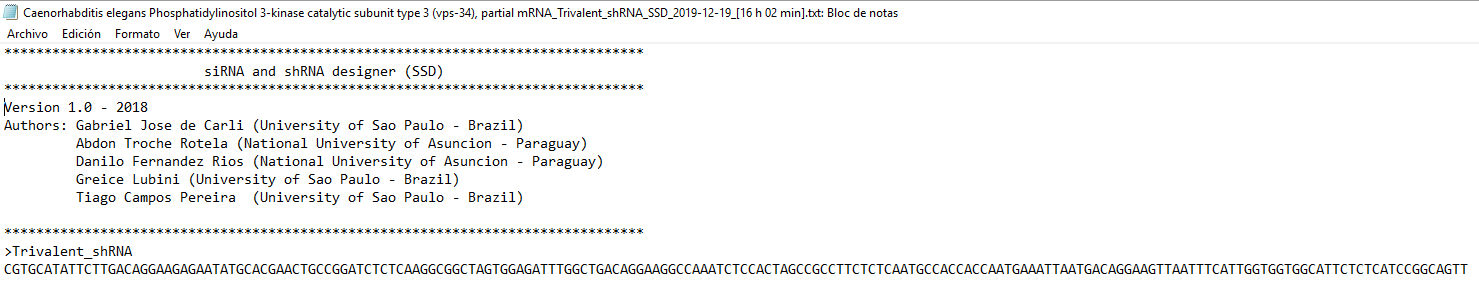 Caenorhabditis elegans Phosphatidylinositol 3-kinase catalytic subunit type 3 (vps-34), partial mRNA_Trivalent_shRNA_SSD_2019-12-19_[16 h 02 min].txt: Bloc de notas
Archivo Edición Formato Ver Ayuda
********************************************************************************
siRNA and shRNA designer (SSD)
********************************************************************************
Version 1.0 - 2018
Authors: Gabriel Jose de Carli (University of Sao Paulo - Brazil)
Abdon Troche Rotela (National University of Asuncion - Paraguay)
Danilo Fernandez Rios (National University of Asuncion - Paraguay)
Greice Lubini (University of Sao Paulo - Brazil)
Tiago Campos Pereira  (University of Sao Paulo - Brazil)
********************************************************************************
>Trivalent_shRNA
CGTGCATATTCTTGACAGGAAGAGAATATGCACGAACTGCCGGATCTCTCAAGGCGGCTAGTGGAGATTTGGCTGACAGGAAGGCCAAATCTCCACTAGCCGCCTTCTCTCAATGCCACCACCAATGAAATTAATGACAGGAAGTTAATTTCATTGGTGGTGGCATTCTCTCATCCGGCAGTT